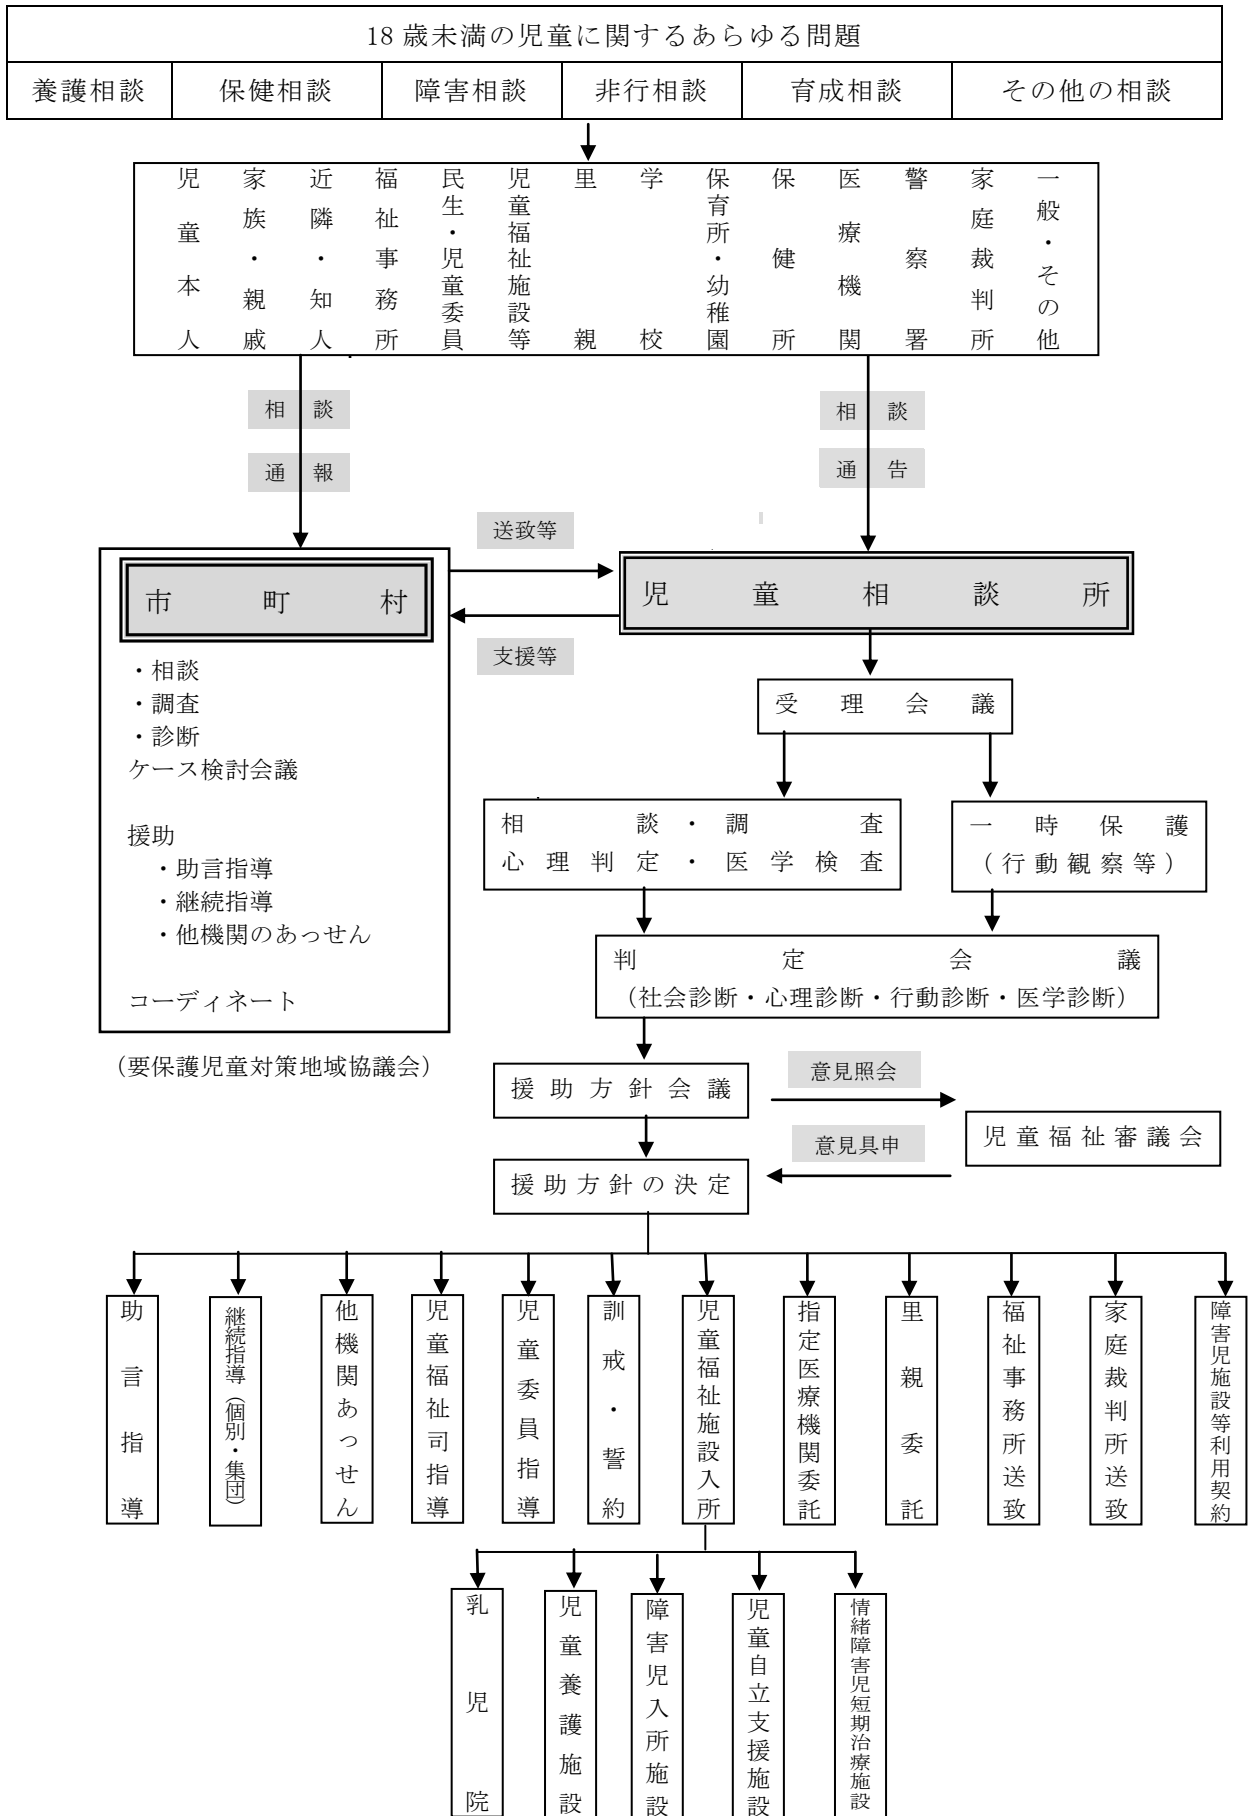 18歳未満の児童に関するあらゆる問題
養護相談
保健相談
障害相談
非行相談
育成相談
その他の相談
児童本人
家族・親戚
近隣・知人
福祉事務所
民生・児童委員
児童福祉施設等
里親
学校
保育所・幼稚園
保健所
医療機関
警察署
家庭裁判所
一般・その他
相談
通報
相談
通告
送致等
支援等
市町村
児童相談所
・相談
・調査
・診断
ケース検討会議
援助
・助言指導
・継続指導
・他機関のあっせん
コーディネート
(要保護児童対策地域協議会)
受理会議
相談・調査
心理判定・医学検査
一時保護
(行動観察等)
判定会議
(社会診断・心理診断・行動診断・医学診断)
援助方針会議
意見照会
児童福祉審議会
意見具申
援助方針の決定
助言指導
継続指導(個別・集団)
他機関あっせん
児童福祉司指導
児童委員指導
訓戒・誓約
児童福祉施設入所
指定医療機関委託
里親委託
福祉事務所送致
家庭裁判所送致
障害児施設等利用契約
乳児院
児童養護施設
障害児入所施設
児童自立支援施設
情緒障害児短期治療施設